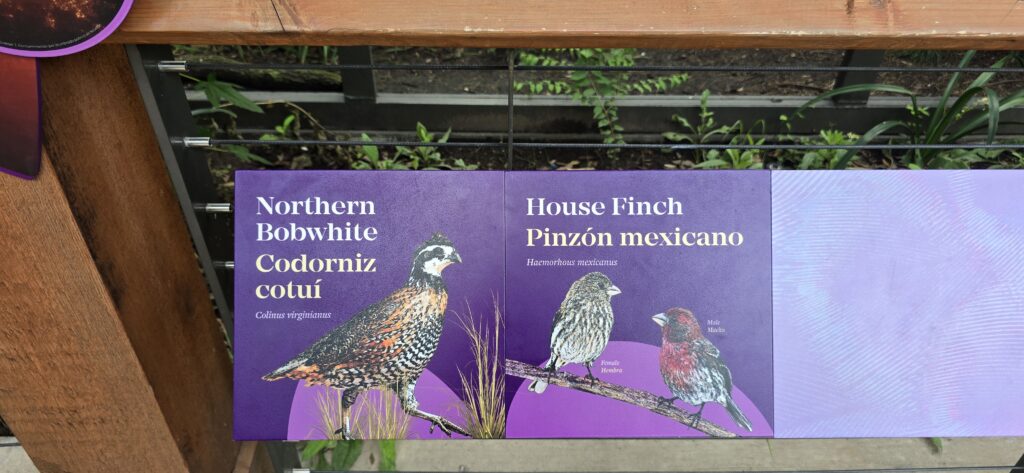 Northern
Bobwhite
Codorniz
cotuí
Colinus virginianus
House Finch
Pinzón mexicano
Haemorhous mexicanus
Female
Hembra
Male
Macho